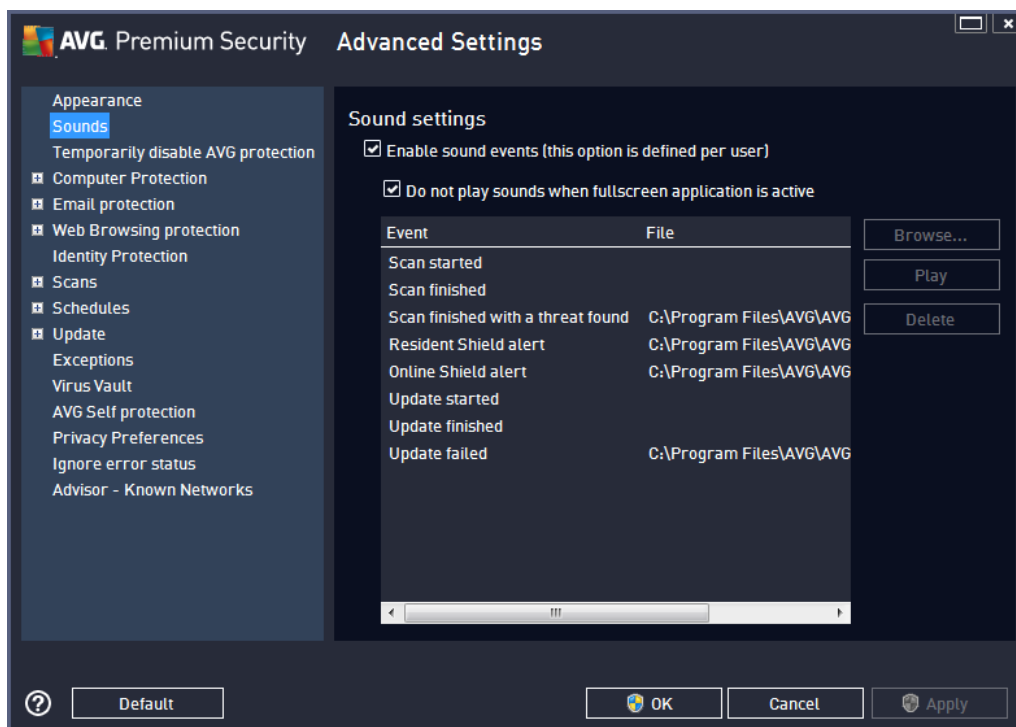 AVG. Premium Security
Advanced Settings
Appearance
Sounds
Temporarily disable AVG protection
Computer Protection
Email protection
Web Browsing protection
Identity Protection
Scans
Schedules
Update
Exceptions
Virus Vault
AVG Self protection
Privacy Preferences
Ignore error status
Advisor - Known Networks
Sound settings
Enable sound events (this option is defined per user)
Do not play sounds when fullscreen application is active
Event File
Scan started
Scan finished
Scan finished with a threat found C:\Program Files\AVG\AVG
Resident Shield alert C:\Program Files\AVG\AVG
Online Shield alert C:\Program Files\AVG\AVG
Update started
Update finished
Update failed C:\Program Files\AVG\AVG
Browse...
Play
Delete
? Default OK Cancel Apply